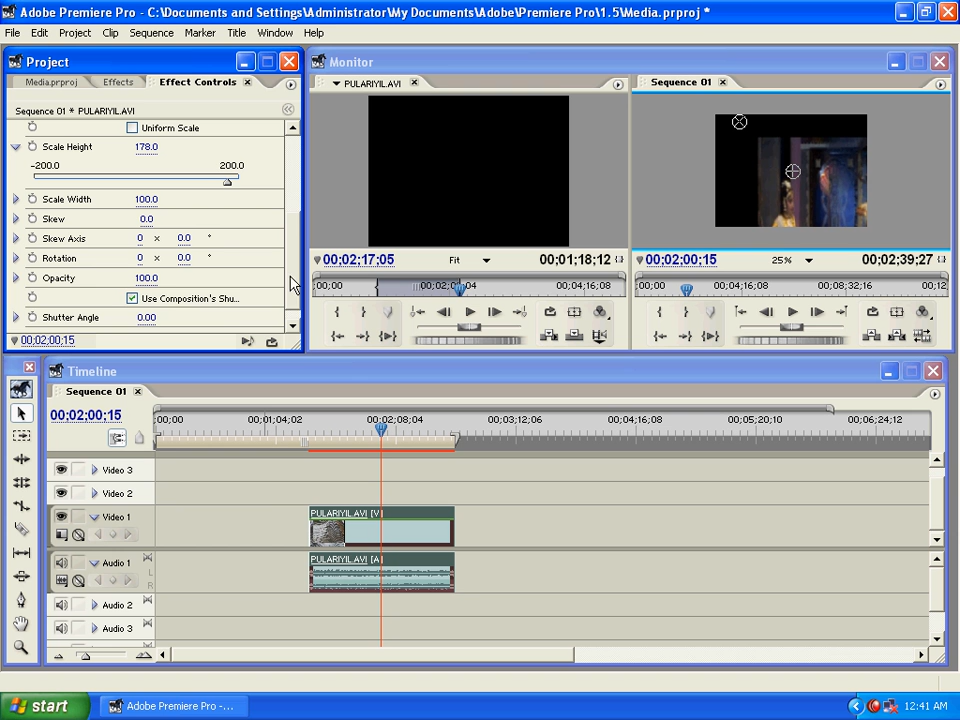 Adobe Premiere Pro - C:\Documents and Settings\Administrator\My Documents\Adobe\Premiere Pro\1.5\Media.prproj *
File Edit Project Clip Sequence Marker Title Window Help
Project
Media.prproj Effects Effect Controls
Sequence 01 * PULARIYIL.AVI
Uniform Scale
Scale Height 178.0
-200.0 200.0
Scale Width 100.0
Skew 0.0
Skew Axis 0 x 0.0 °
Rotation 0 x 0.0 °
Opacity 100.0
Use Composition's Shu...
Shutter Angle 0.00
00;02;00;15
Monitor
PULARIYIL.AVI
Sequence 01
00;02;17;05 Fit 00;01;18;12
00;02;00;15 25% 00;02;39;27
;00;00 00;04;16;08
;00;00 00;04;16;08 00;08;32;16 00;12
Timeline
Sequence 01
00;02;00;15
;00;00 00;01;04;02 00;02;08;04 00;03;12;06 00;04;16;08 00;05;20;10 00;06;24;12
Video 3
Video 2
Video 1
PULARIYIL.AVI [V]
Audio 1
PULARIYIL.AVI [A]
L
R
Audio 2
Audio 3
start
Adobe Premiere Pro -...
12:41 AM